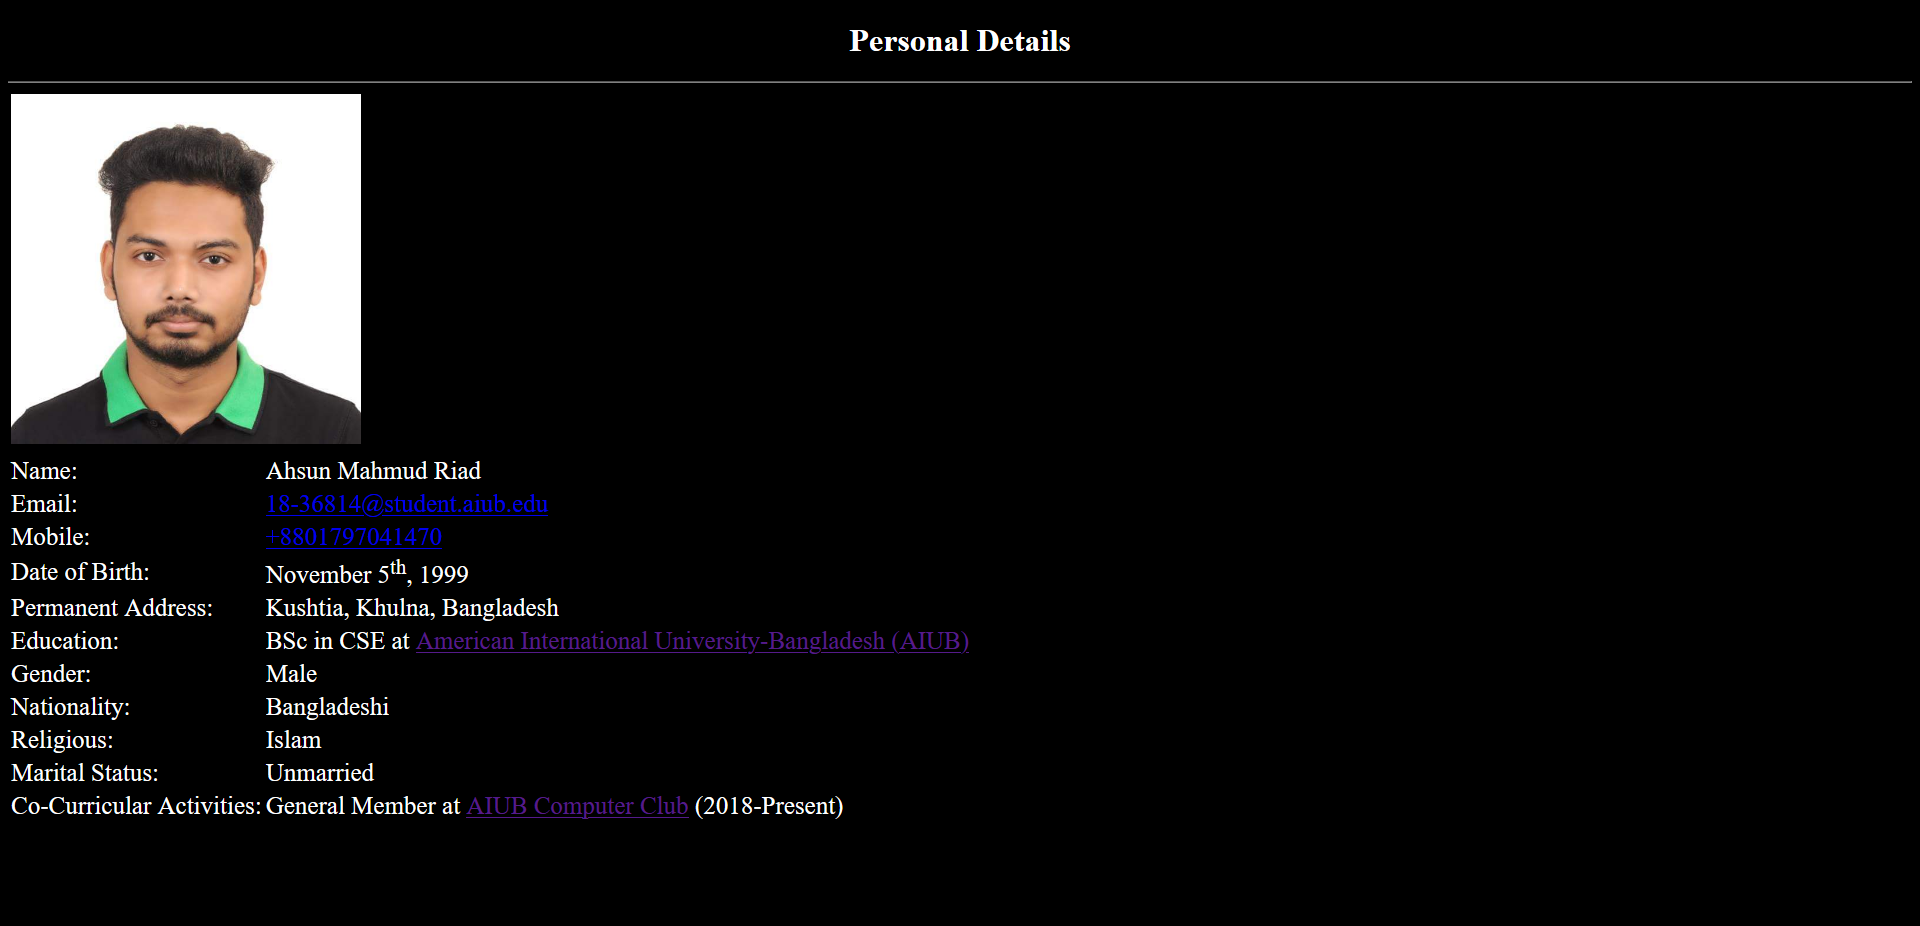 Personal Details
Name: Ahsun Mahmud Riad
Email: 18-36814@student.aiub.edu
Mobile: +8801797041470
Date of Birth: November 5th, 1999
Permanent Address: Kushtia, Khulna, Bangladesh
Education: BSc in CSE at American International University-Bangladesh (AIUB)
Gender: Male
Nationality: Bangladeshi
Religious: Islam
Marital Status: Unmarried
Co-Curricular Activities: General Member at AIUB Computer Club (2018-Present)